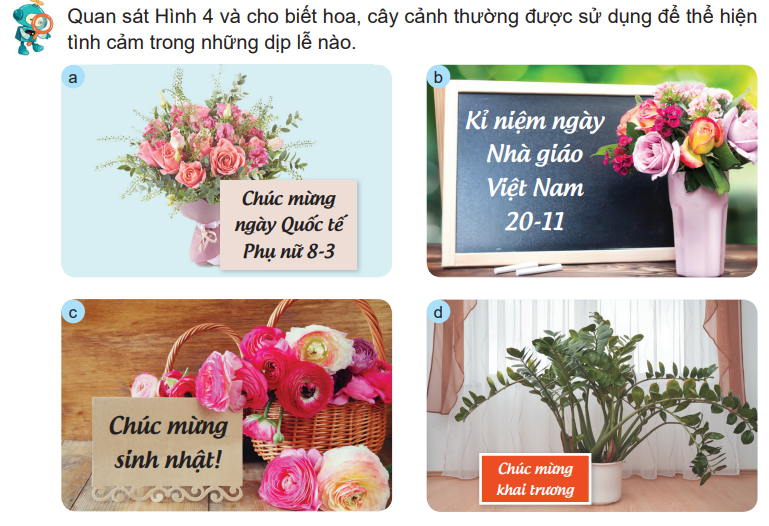 Quan sát Hình 4 và cho biết hoa, cây cảnh thường được sử dụng để thể hiện
tình cảm trong những dịp lễ nào.
a
Chúc mừng
ngày Quốc tế
Phụ nữ 8-3
b
Kỉ niệm ngày
Nhà giáo
Việt Nam
20-11
c
Chúc mừng
sinh nhật!
d
Chúc mừng
khai trương